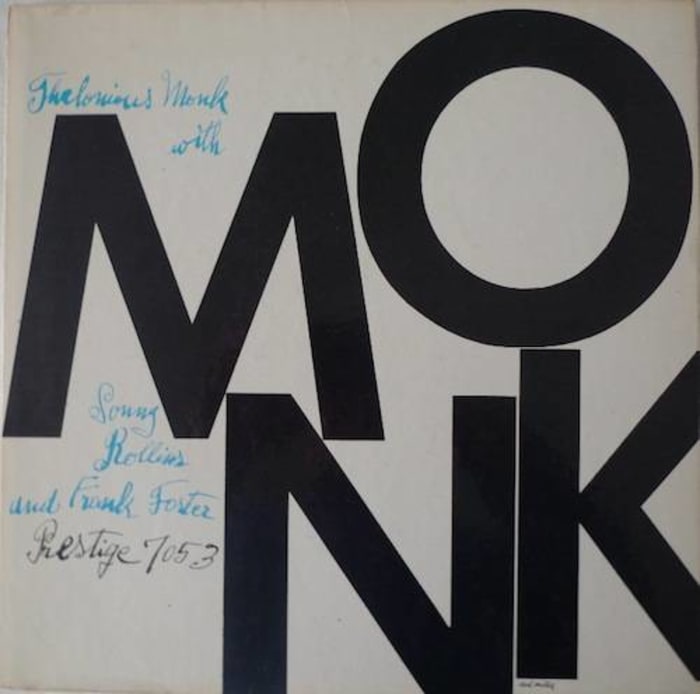 Thelonious Monk
with
MONK
Sonny
Rollins
and Frank Foster
Prestige 7053